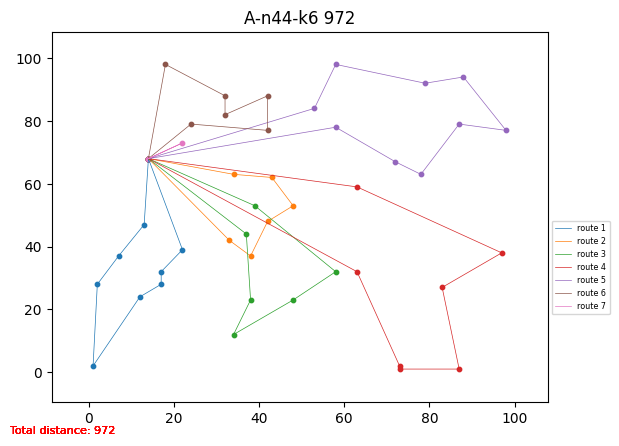 A-n44-k6 972
100
80
60
40
20
0
0 20 40 60 80 100
route 1
route 2
route 3
route 4
route 5
route 6
route 7
Total distance: 972